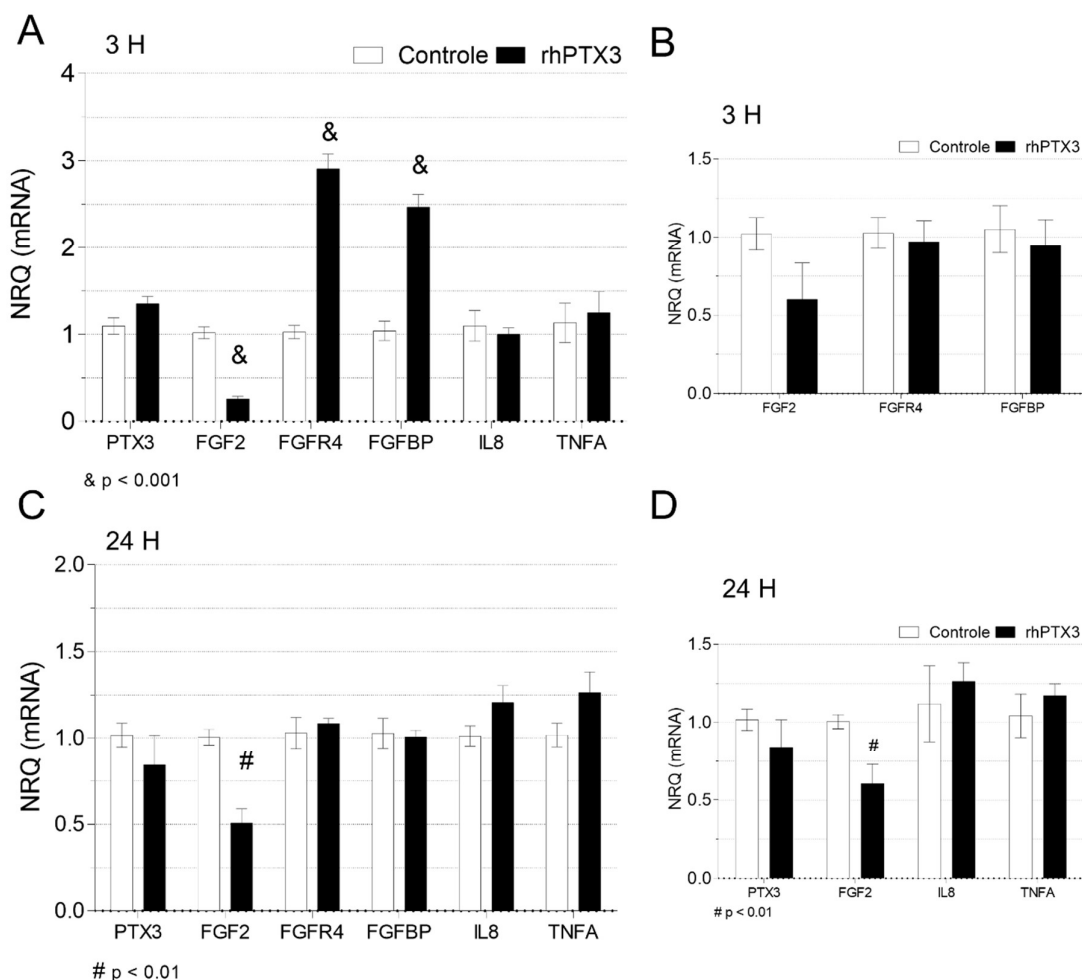 A
3 H
Controle rhPTX3
NRQ (mRNA)
4
3
2
1
0
&
&
&
PTX3 FGF2 FGFR4 FGFBP IL8 TNFA
& p < 0.001
B
3 H
Controle rhPTX3
NRQ (mRNA)
1.5
1.0
0.5
0.0
FGF2 FGFR4 FGFBP
C
24 H
NRQ (mRNA)
2.0
1.5
1.0
0.5
0.0
#
PTX3 FGF2 FGFR4 FGFBP IL8 TNFA
# p < 0.01
D
24 H
Controle rhPTX3
NRQ (mRNA)
1.5
1.0
0.5
0.0
#
PTX3 FGF2 IL8 TNFA
# p < 0.01